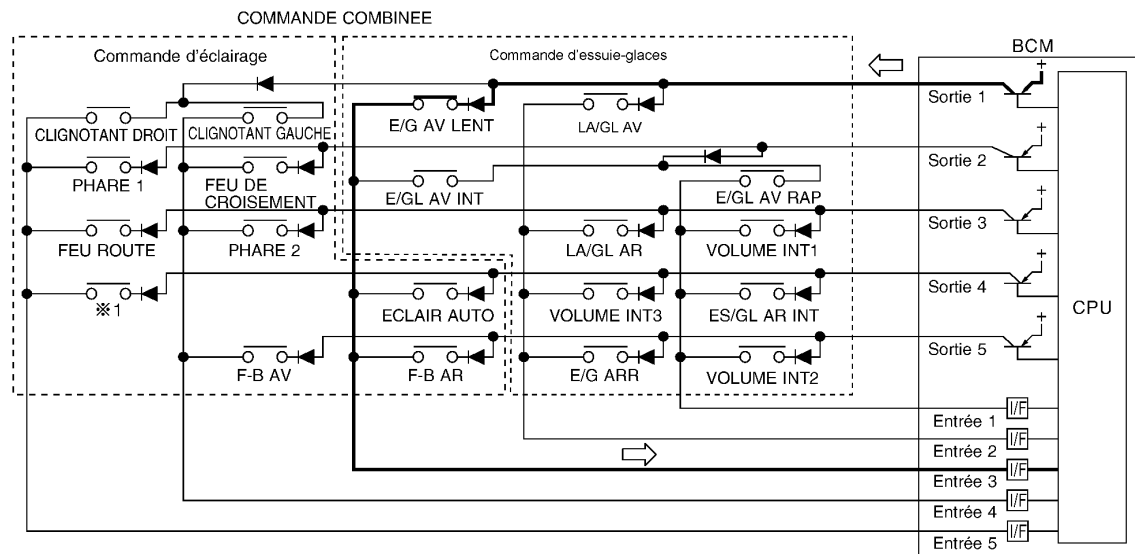 COMMANDE COMBINEE
Commande d'éclairage
Commande d'essuie-glaces
BCM
CPU
Sortie 1
CLIGNOTANT DROIT
CLIGNOTANT GAUCHE
E/G AV LENT
LA/GL AV
Sortie 2
PHARE 1
FEU DE
CROISEMENT
E/GL AV INT
E/GL AV RAP
Sortie 3
FEU ROUTE
PHARE 2
LA/GL AR
VOLUME INT1
Sortie 4
※1
ECLAIR AUTO
VOLUME INT3
ES/GL AR INT
Sortie 5
F-B AV
F-B AR
E/G ARR
VOLUME INT2
Entrée 1
I/F
Entrée 2
I/F
Entrée 3
I/F
Entrée 4
I/F
Entrée 5
I/F
+
+
+
+
+